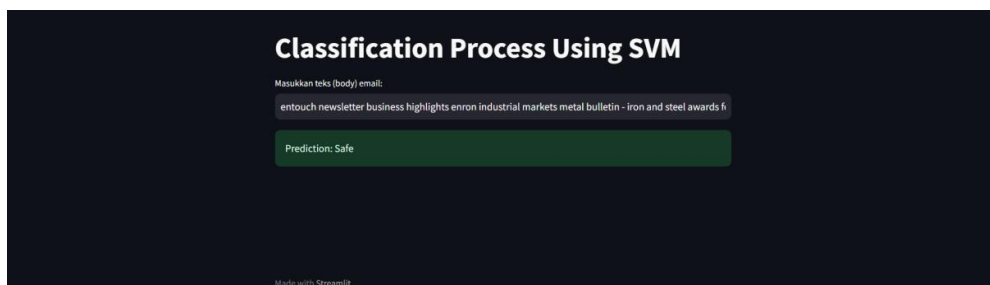 Classification Process Using SVM
Masukkan teks (body) email:
entouch newsletter business highlights enron industrial markets metal bulletin - iron and steel awards f
Prediction: Safe
Made with Streamlit